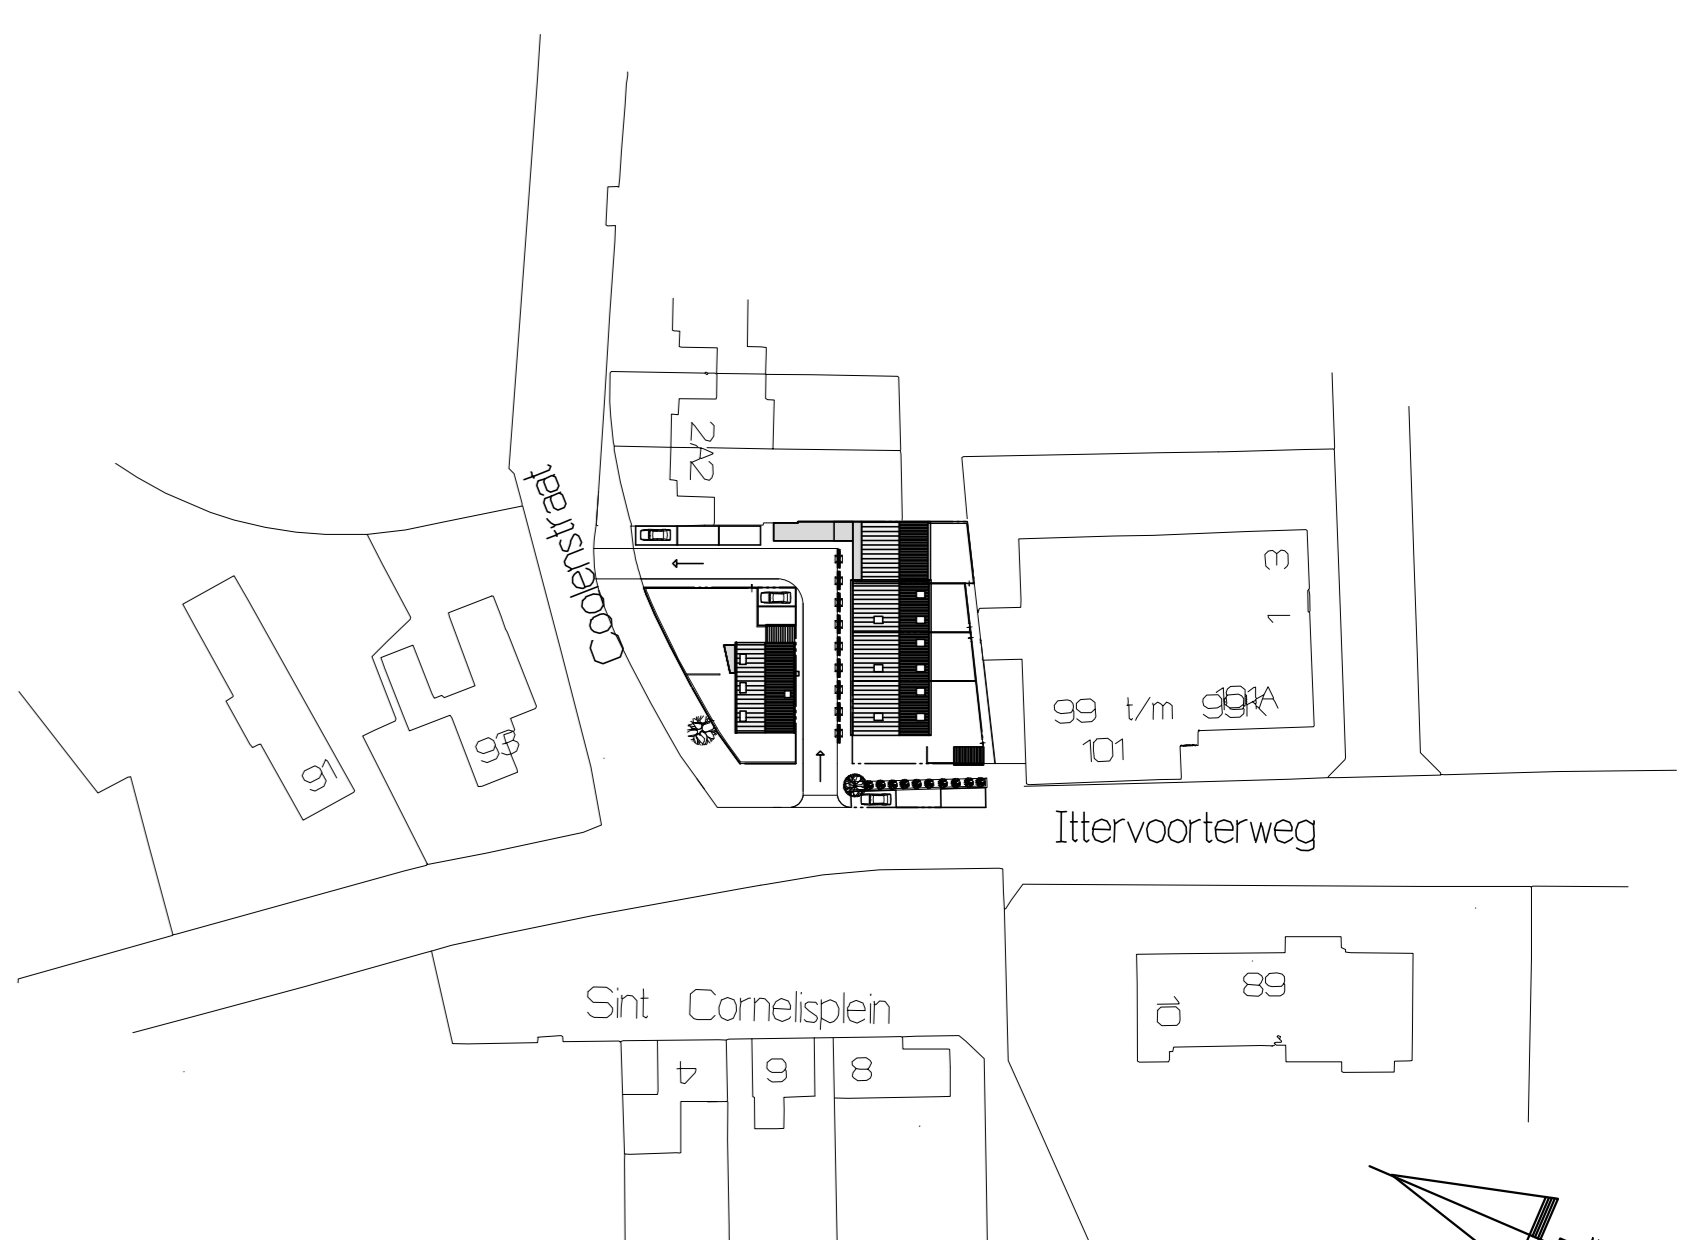 2A2
Coolenstraat
3
1
91
93
99 t/m 99K
101A
101
Ittervoorterweg
Sint Cornelisplein
10
89
4
6
8